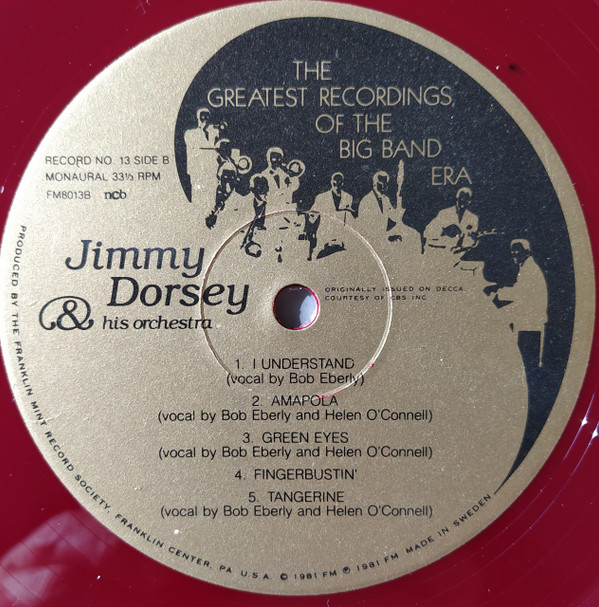 THE
GREATEST RECORDINGS
OF THE
BIG BAND
ERA
RECORD NO. 13 SIDE B
MONAURAL 33⅓ RPM
FM8013B ncb
Jimmy
Dorsey
& his orchestra
ORIGINALLY ISSUED ON DECCA.
COURTESY OF CBS INC
1. I UNDERSTAND
(vocal by Bob Eberly)
2. AMAPOLA
(vocal by Bob Eberly and Helen O'Connell)
3. GREEN EYES
(vocal by Bob Eberly and Helen O'Connell)
4. FINGERBUSTIN'
5. TANGERINE
(vocal by Bob Eberly and Helen O'Connell)
PRODUCED BY THE FRANKLIN MINT RECORD SOCIETY, FRANKLIN CENTER, PA. U.S.A. © 1981 FM ℗ 1981 FM MADE IN SWEDEN